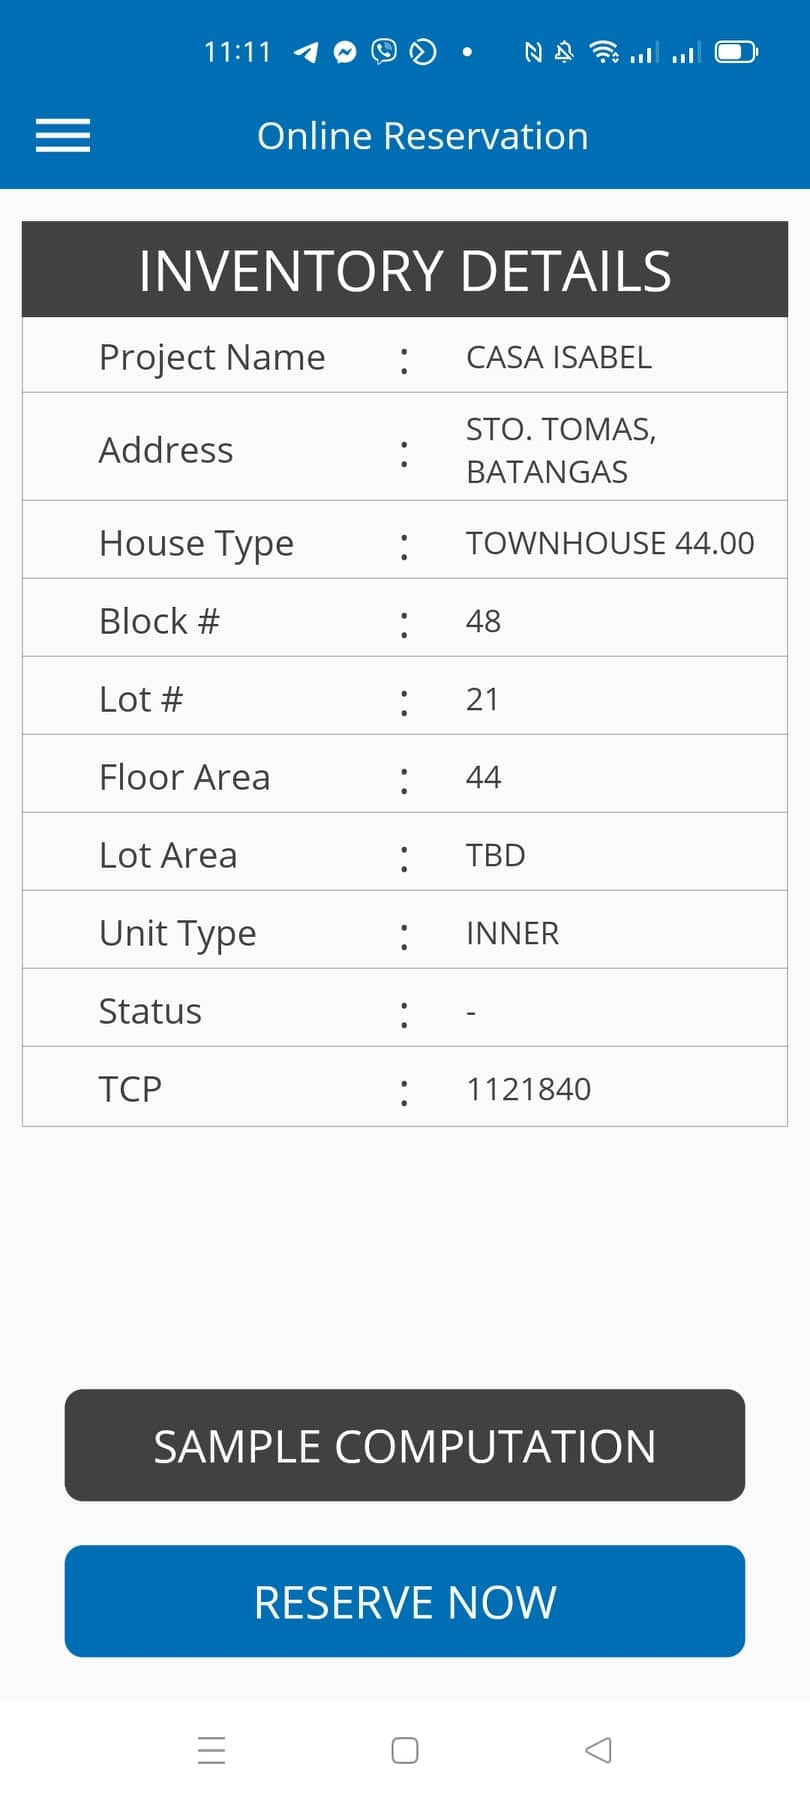 11:11
Online Reservation
INVENTORY DETAILS
Project Name : CASA ISABEL
Address : STO. TOMAS,
BATANGAS
House Type : TOWNHOUSE 44.00
Block # : 48
Lot # : 21
Floor Area : 44
Lot Area : TBD
Unit Type : INNER
Status : -
TCP : 1121840
SAMPLE COMPUTATION
RESERVE NOW